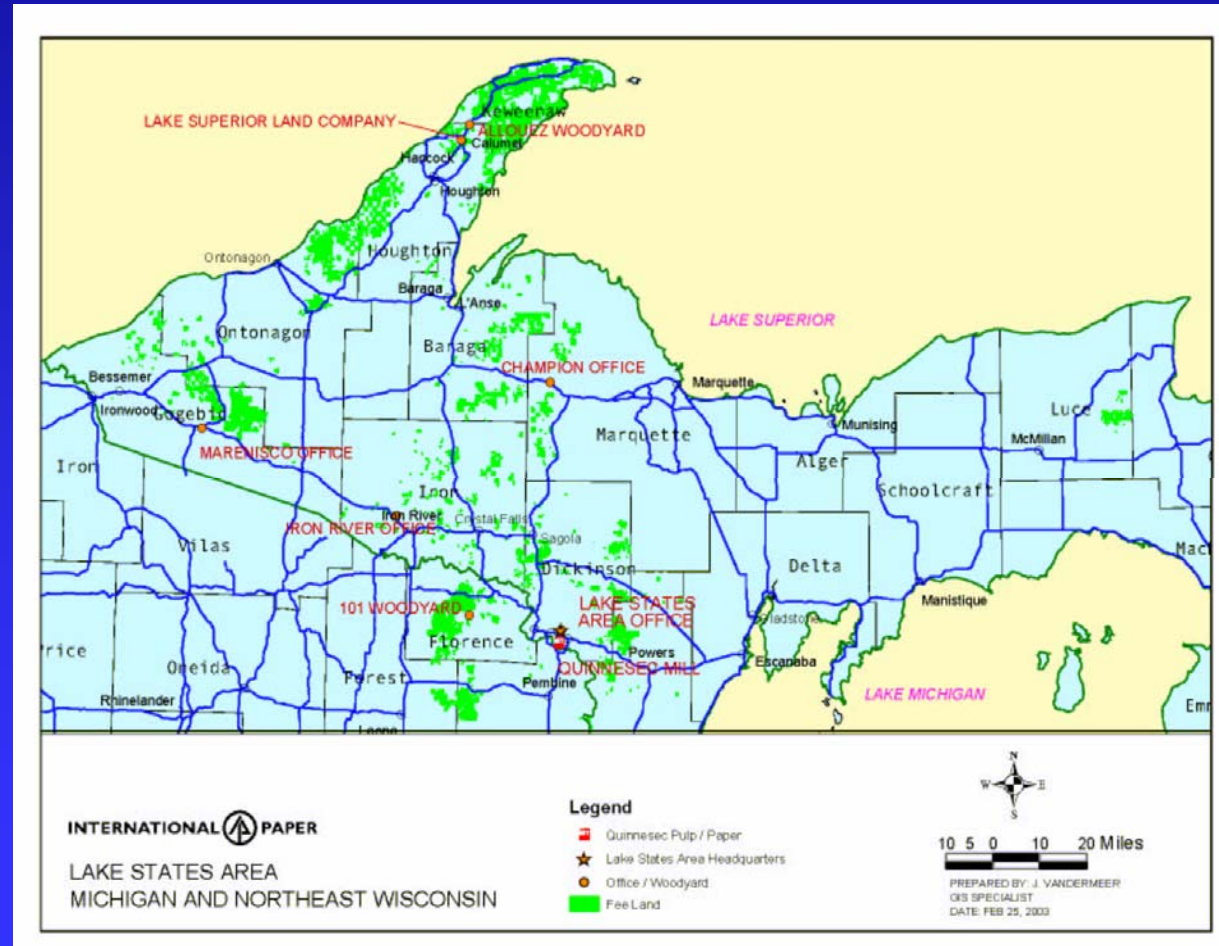 Keweenaw
LAKE SUPERIOR LAND COMPANY
ALLOUEZ WOODYARD
Calumet
Hancock
Houghton
Houghton
Ontonagon
Baraga
L'Anse
LAKE SUPERIOR
Ontonagon
Baraga
CHAMPION OFFICE
Bessemer
Marquette
Ironwood
Gogebic
Luce
Munising
Marquette
McMillan
MARENISCO OFFICE
Iron
Alger
Iron
Schoolcraft
Iron River
IRON RIVER OFFICE
Crystal Falls
Sagola
Vilas
Mac
Dickinson
Delta
101 WOODYARD
LAKE STATES
AREA OFFICE
Manistique
Gladstone
Florence
rice
Powers
Escanaba
Oneida
QUINNESEC MILL
Forest
Pembine
LAKE MICHIGAN
Rhinelander
Emm
N
W E
S
INTERNATIONAL PAPER
LAKE STATES AREA
MICHIGAN AND NORTHEAST WISCONSIN
Legend
Quinnesec Pulp / Paper
Lake States Area Headquarters
Office / Woodyard
Fee Land
10 5 0 10 20 Miles
PREPARED BY: J. VANDERMEER
GIS SPECIALIST
DATE: FEB 25, 2003